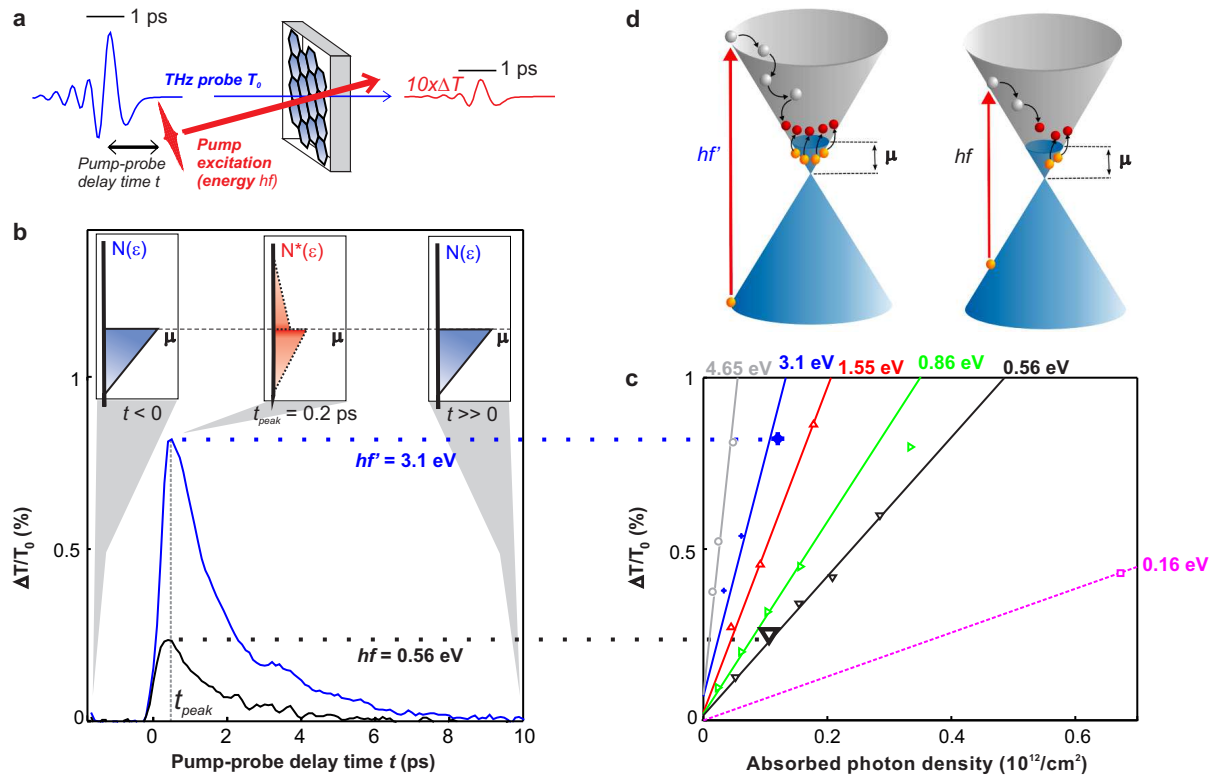 a
1 ps
THz probe T₀
1 ps
10xΔT
Pump-probe
delay time t
Pump
excitation
(energy hf)
b
N(ε)
N*(ε)
N(ε)
μ
μ
μ
t < 0
t_peak = 0.2 ps
t >> 0
hf' = 3.1 eV
hf = 0.56 eV
t_peak
1
0.5
0
ΔT/T₀ (%)
0
2
4
6
8
10
Pump-probe delay time t (ps)
d
hf'
μ
hf
μ
c
4.65 eV
3.1 eV
1.55 eV
0.86 eV
0.56 eV
0.16 eV
1
0.5
0
ΔT/T₀ (%)
0
0.2
0.4
0.6
Absorbed photon density (10¹²/cm²)